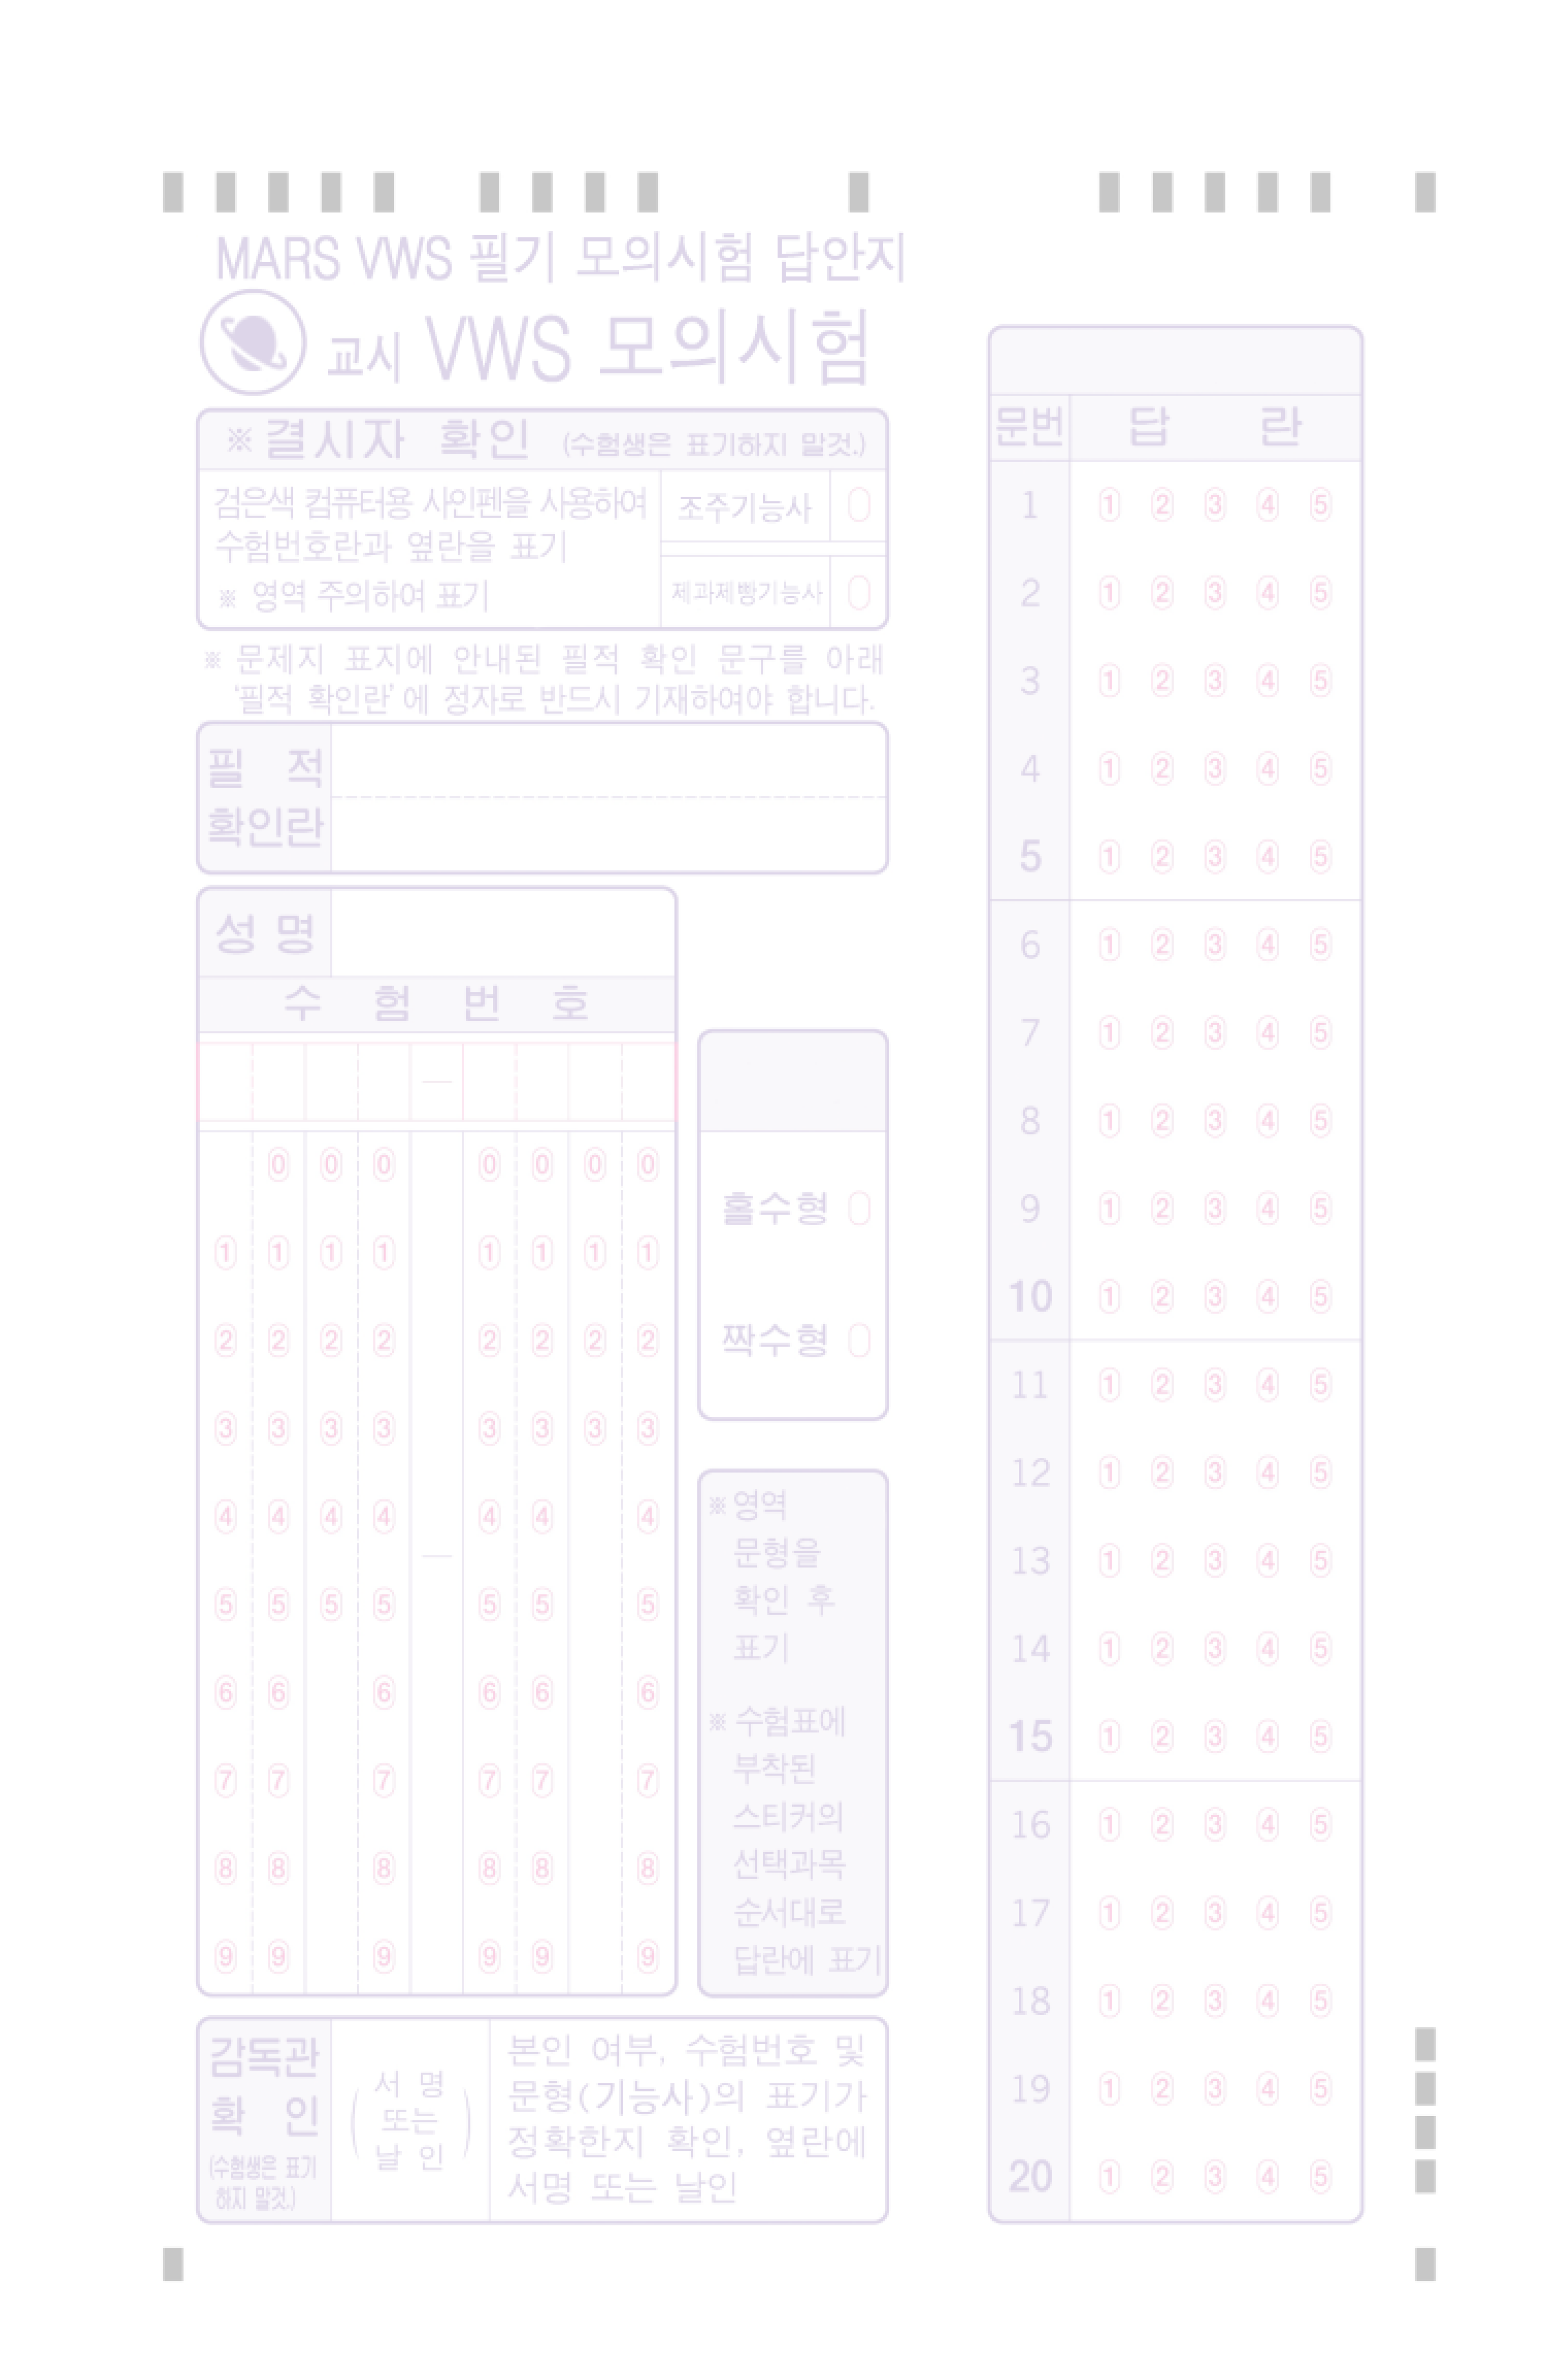 MARS VWS 필기 모의시험 답안지
교시 VWS 모의시험
※결시자 확인 (수험생은 표기하지 말것.)
검은색 컴퓨터용 사인펜을 사용하여
수험번호란과 옆란을 표기
※ 영역 주의하여 표기
조주기능사
제과제빵기능사
※ 문제지 표지에 안내된 필적 확인 문구를 아래
‘필적 확인란’에 정자로 반드시 기재하여야 합니다.
필 적
확인란
성 명
수 험 번 호
—
0 0 0 0 0 0 0
1 1 1 1 1 1 1 1
2 2 2 2 2 2 2 2
3 3 3 3 3 3 3 3
4 4 4 4 4 4 4
—
5 5 5 5 5 5 5
6 6 6 6 6 6
7 7 7 7 7 7
8 8 8 8 8 8
9 9 9 9 9 9
홀수형
짝수형
※영역
문형을
확인 후
표기
※ 수험표에
부착된
스티커의
선택과목
순서대로
답란에 표기
감독관
확 인
(수험생은 표기
하지 말것.)
( 서 명
또는
날 인 )
본인 여부, 수험번호 및
문형(기능사)의 표기가
정확한지 확인, 옆란에
서명 또는 날인
문번 답 란
1 1 2 3 4 5
2 1 2 3 4 5
3 1 2 3 4 5
4 1 2 3 4 5
5 1 2 3 4 5
6 1 2 3 4 5
7 1 2 3 4 5
8 1 2 3 4 5
9 1 2 3 4 5
10 1 2 3 4 5
11 1 2 3 4 5
12 1 2 3 4 5
13 1 2 3 4 5
14 1 2 3 4 5
15 1 2 3 4 5
16 1 2 3 4 5
17 1 2 3 4 5
18 1 2 3 4 5
19 1 2 3 4 5
20 1 2 3 4 5